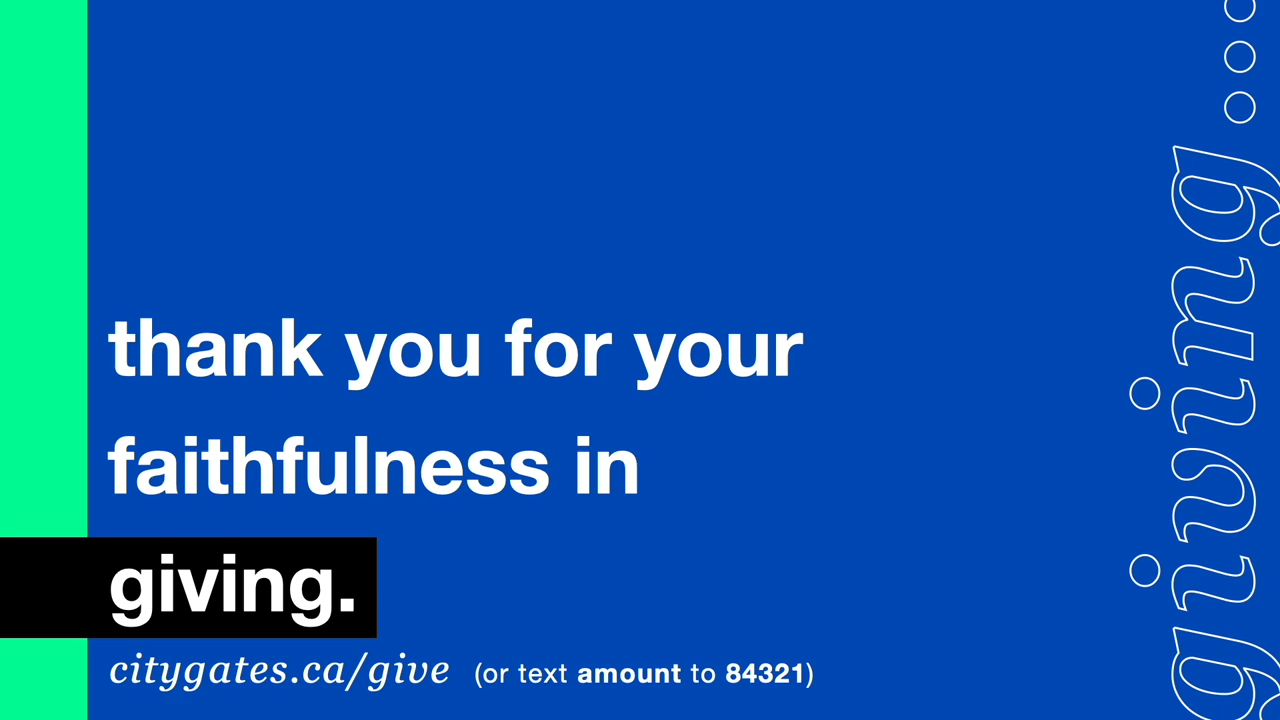 thank you for your
faithfulness in
giving.
citygates.ca/give (or text amount to 84321)
giving...